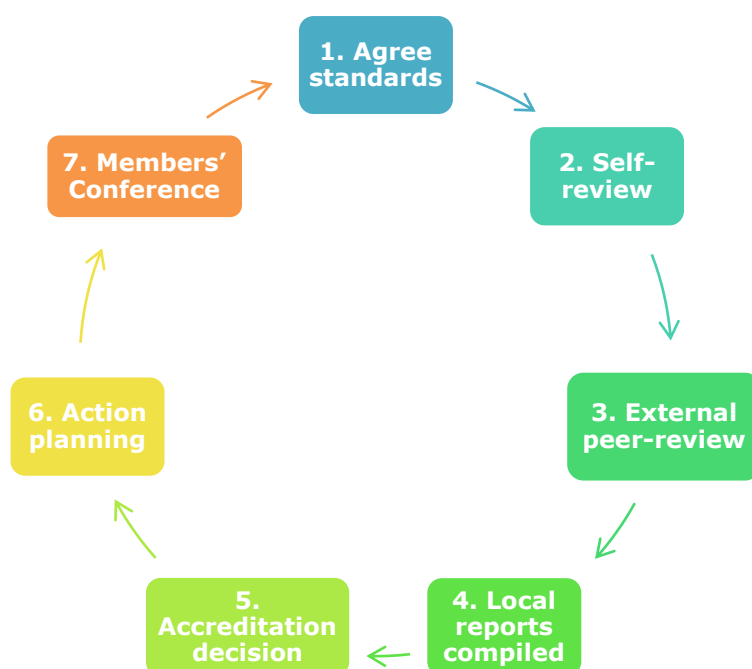 1. Agree
standards
2. Self-
review
3. External
peer-review
4. Local
reports
compiled
5.
Accreditation
decision
6. Action
planning
7. Members’
Conference